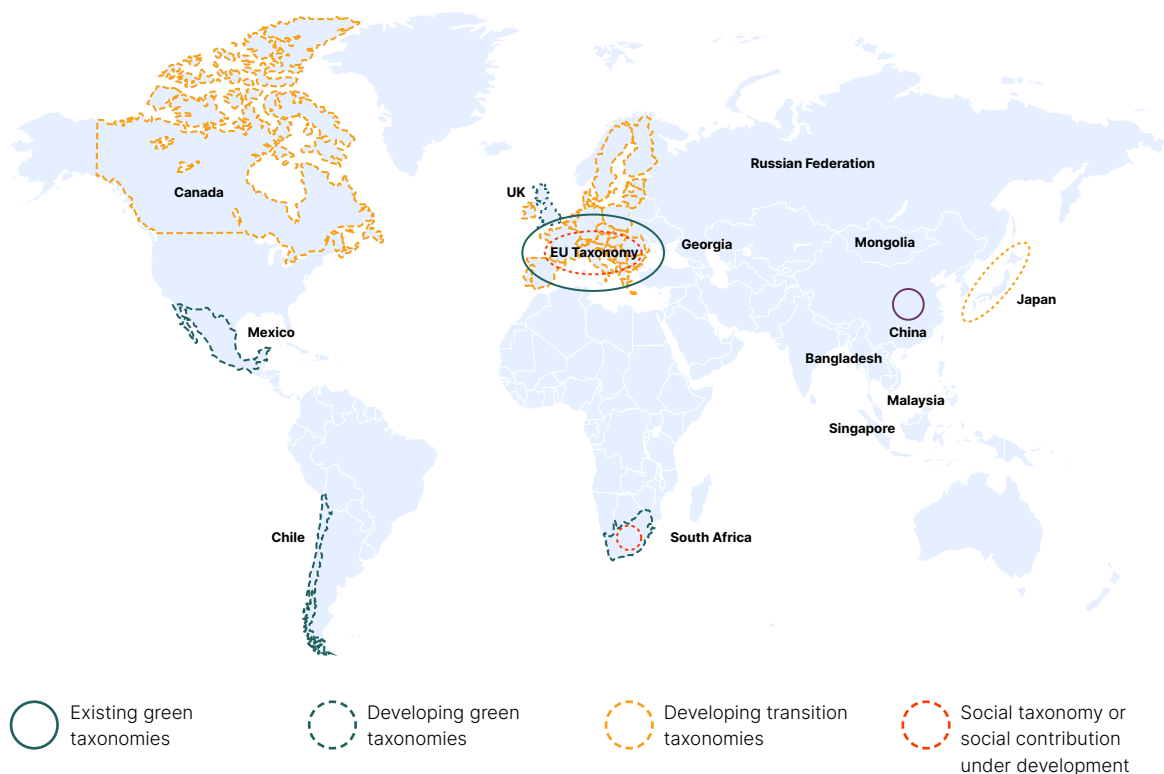 Russian Federation
Canada
UK
Georgia
Mongolia
EU Taxonomy
Japan
Mexico
China
Bangladesh
Malaysia
Singapore
Chile
South Africa
Existing green
taxonomies
Developing green
taxonomies
Developing transition
taxonomies
Social taxonomy or
social contribution
under development